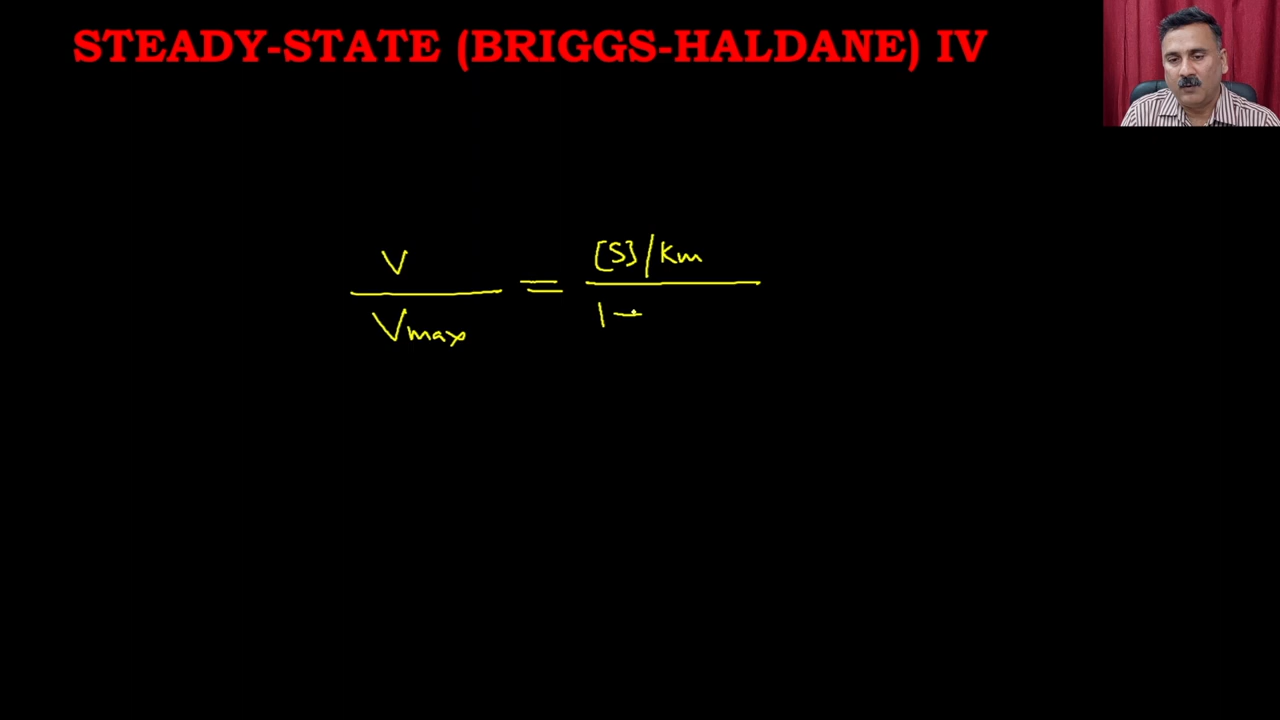 STEADY-STATE (BRIGGS-HALDANE) IV
V = [S]/Km
Vmax 1-